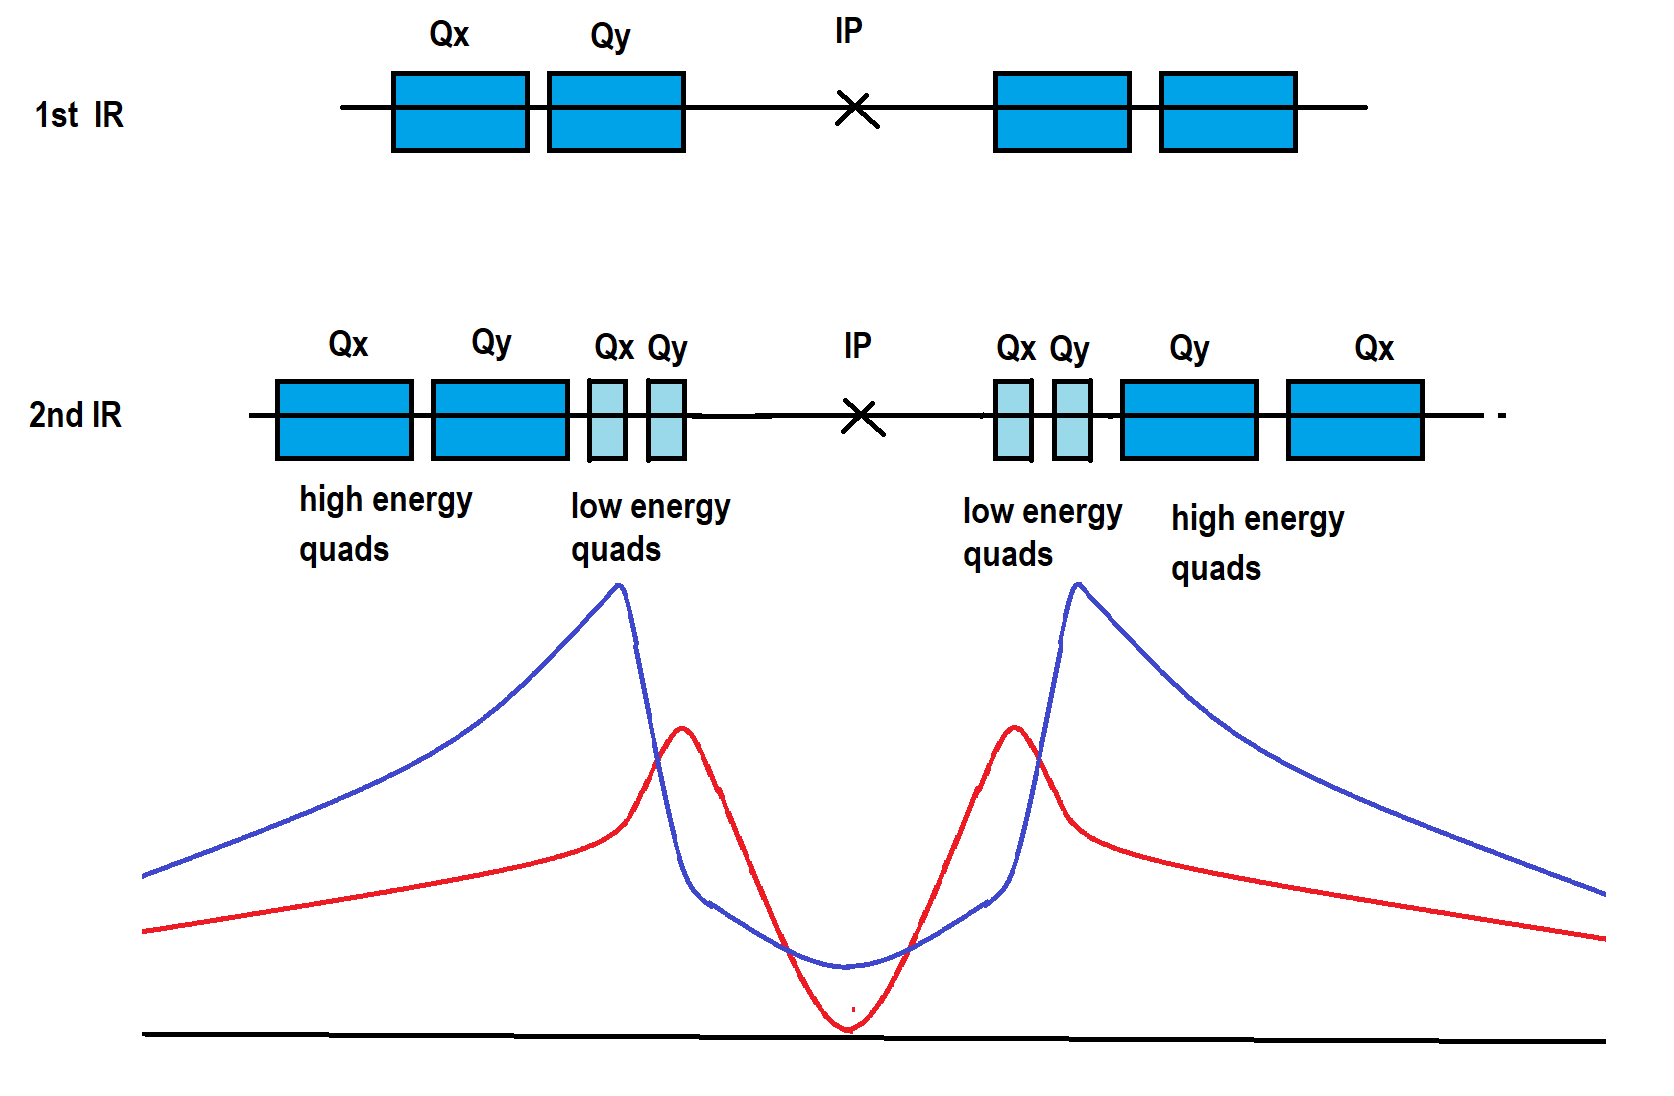 Qx Qy IP
1st IR
Qx Qy Qx Qy IP Qx Qy Qy Qx
2nd IR
high energy
quads
low energy
quads
low energy
quads
high energy
quads